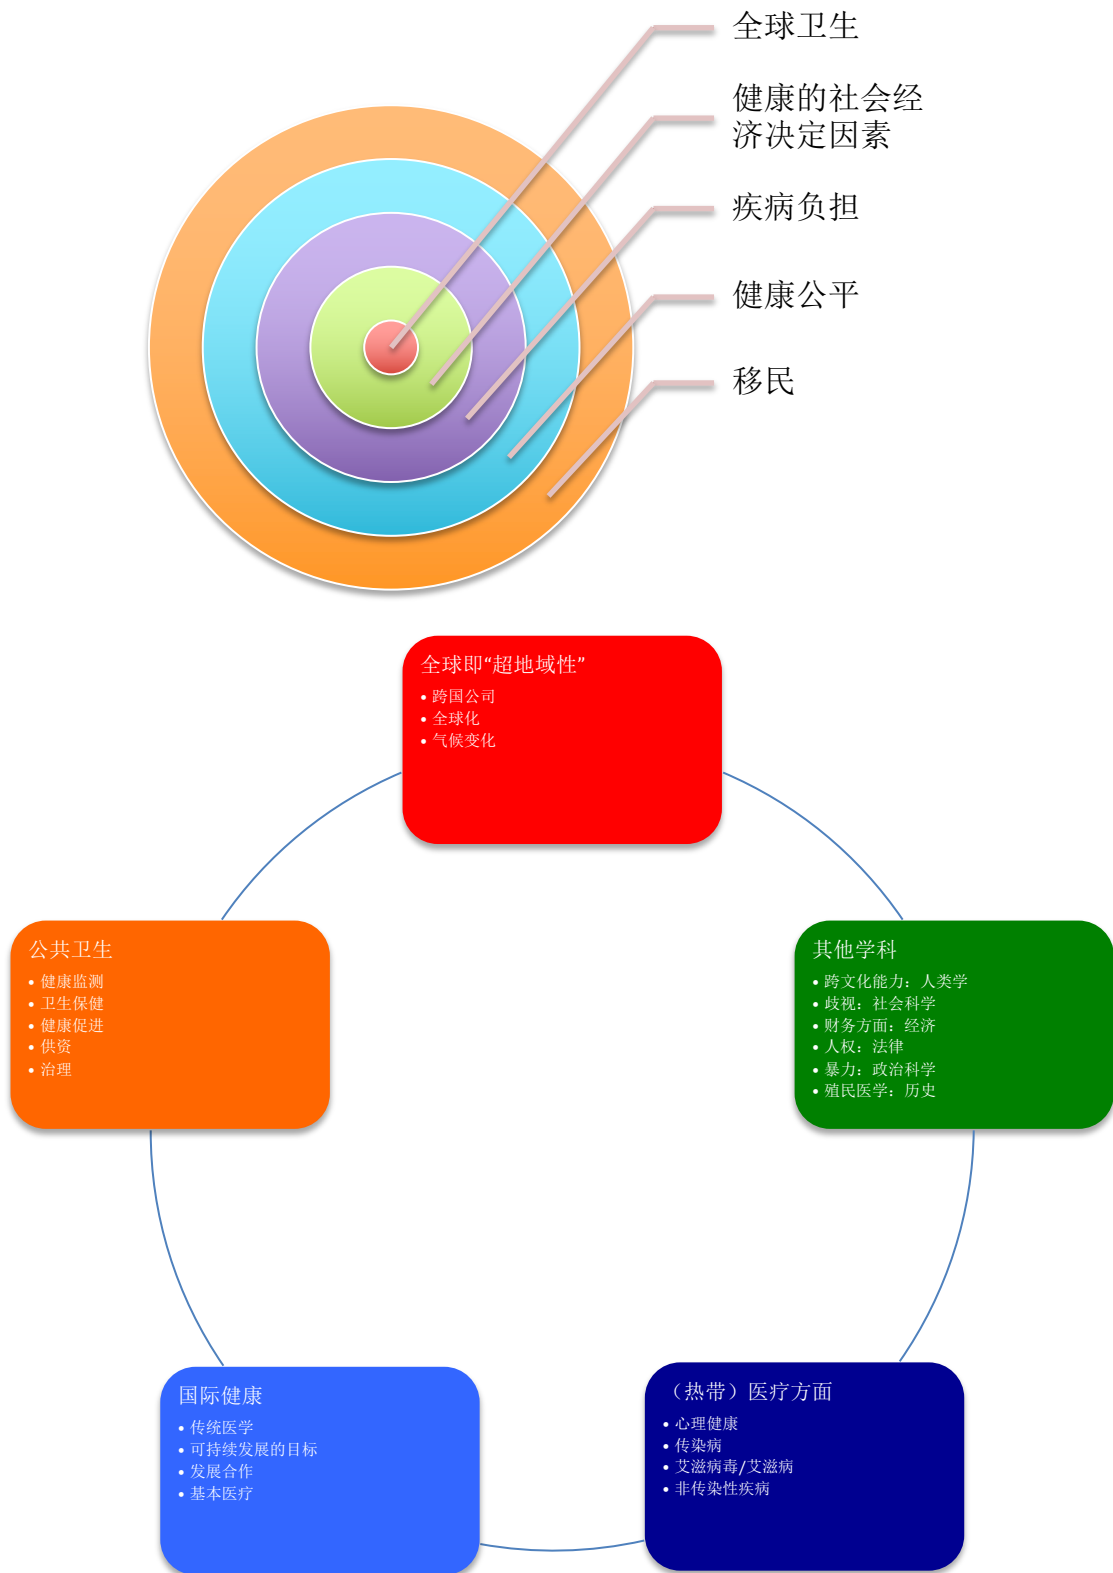 全球卫生
健康的社会经
济决定因素
疾病负担
健康公平
移民
全球即“超地域性”
• 跨国公司
• 全球化
• 气候变化
公共卫生
• 健康监测
• 卫生保健
• 健康促进
• 供资
• 治理
其他学科
• 跨文化能力：人类学
• 歧视：社会科学
• 财务方面：经济
• 人权：法律
• 暴力：政治科学
• 殖民医学：历史
国际健康
• 传统医学
• 可持续发展的目标
• 发展合作
• 基本医疗
（热带）医疗方面
• 心理健康
• 传染病
• 艾滋病毒/艾滋病
• 非传染性疾病